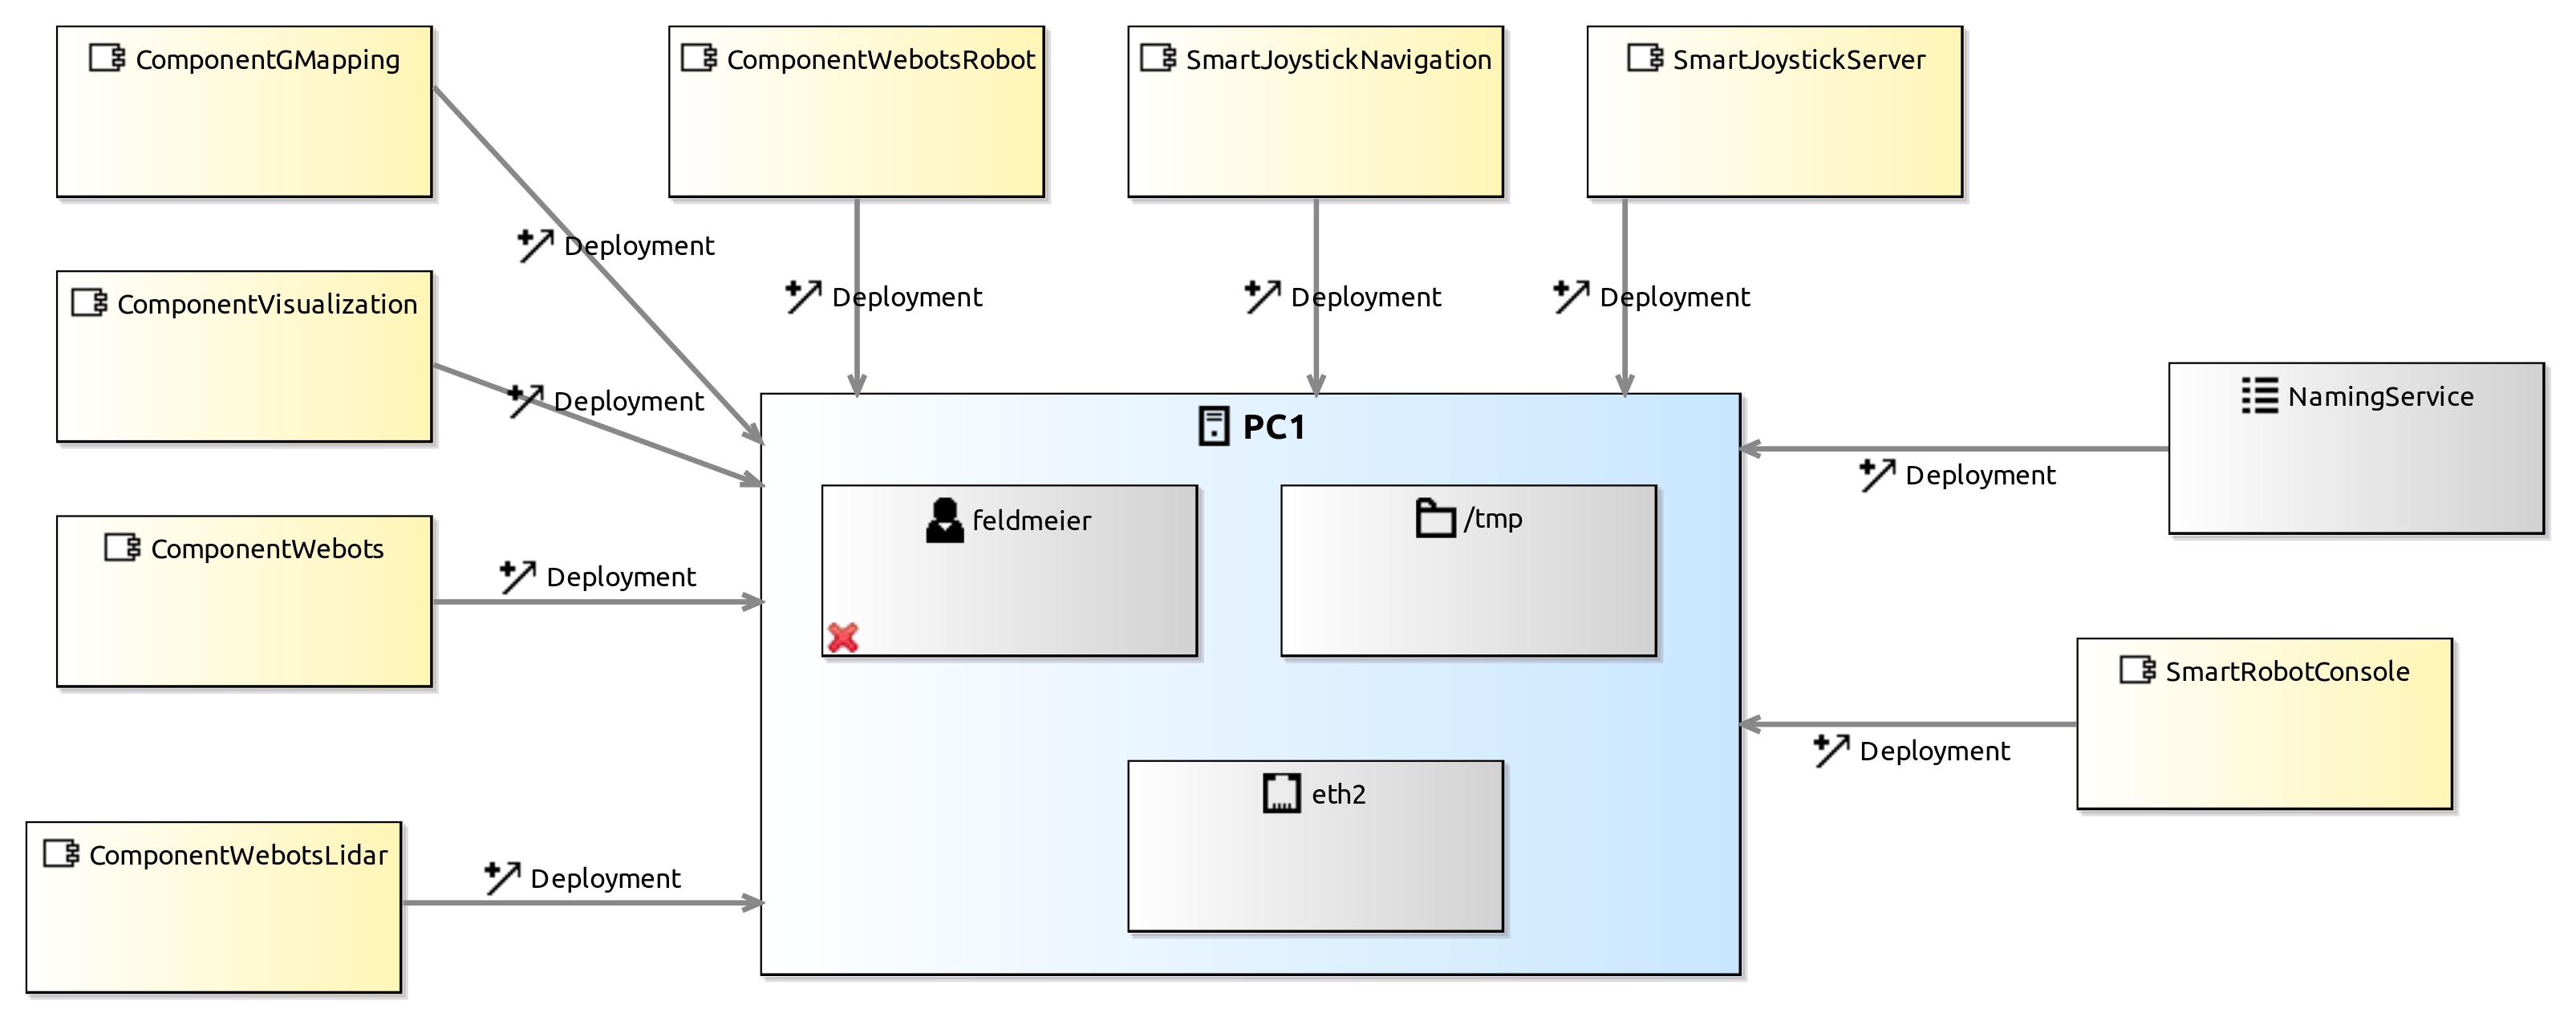 ComponentGMapping
ComponentWebotsRobot
SmartJoystickNavigation
SmartJoystickServer
Deployment
ComponentVisualization
Deployment
Deployment
Deployment
Deployment
NamingService
PC1
Deployment
feldmeier
/tmp
ComponentWebots
Deployment
SmartRobotConsole
Deployment
eth2
ComponentWebotsLidar
Deployment